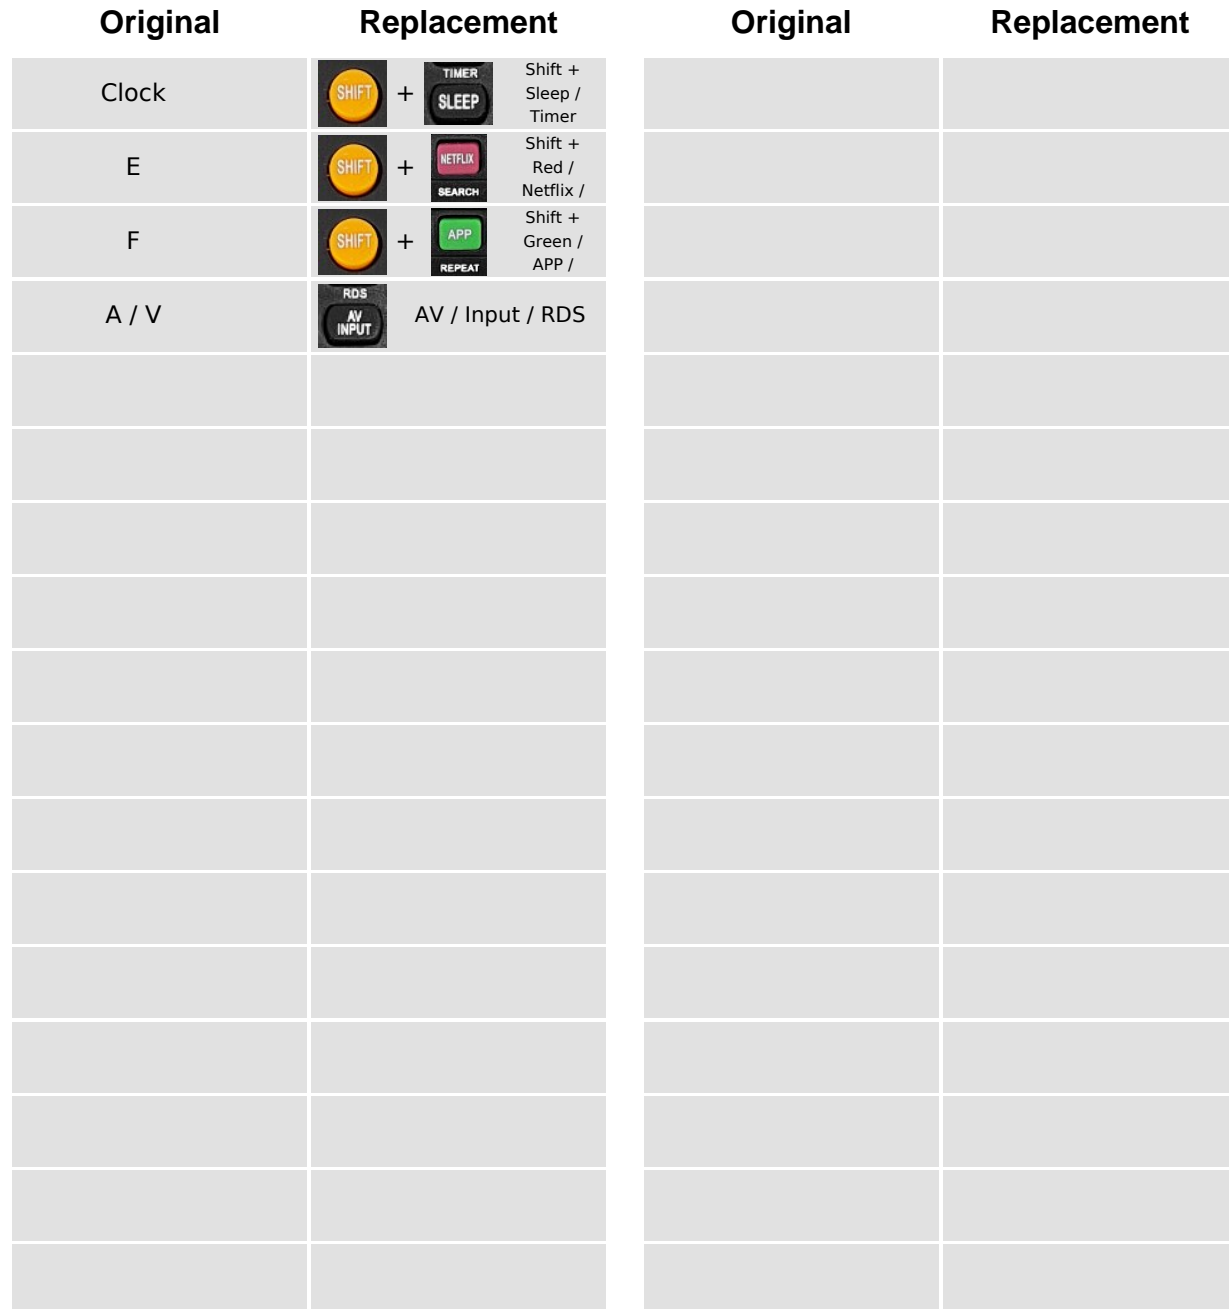 Original Replacement Original Replacement
Clock
SHIFT
+
TIMER
SLEEP
Shift +
Sleep /
Timer
E
SHIFT
+
NETFLIX
SEARCH
Shift +
Red /
Netflix /
F
SHIFT
+
APP
REPEAT
Shift +
Green /
APP /
A / V
RDS
AV
INPUT
AV / Input / RDS